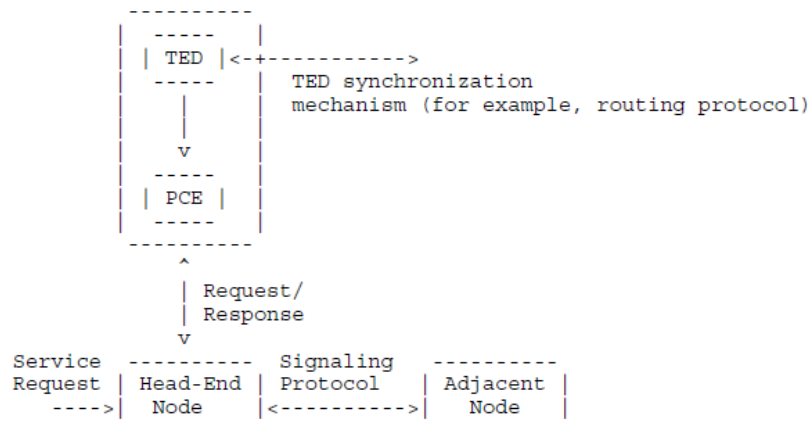 TED
TED synchronization
mechanism (for example, routing protocol)
PCE
Request/
Response
Service Signaling
Request Head-End Protocol Adjacent
Node Node